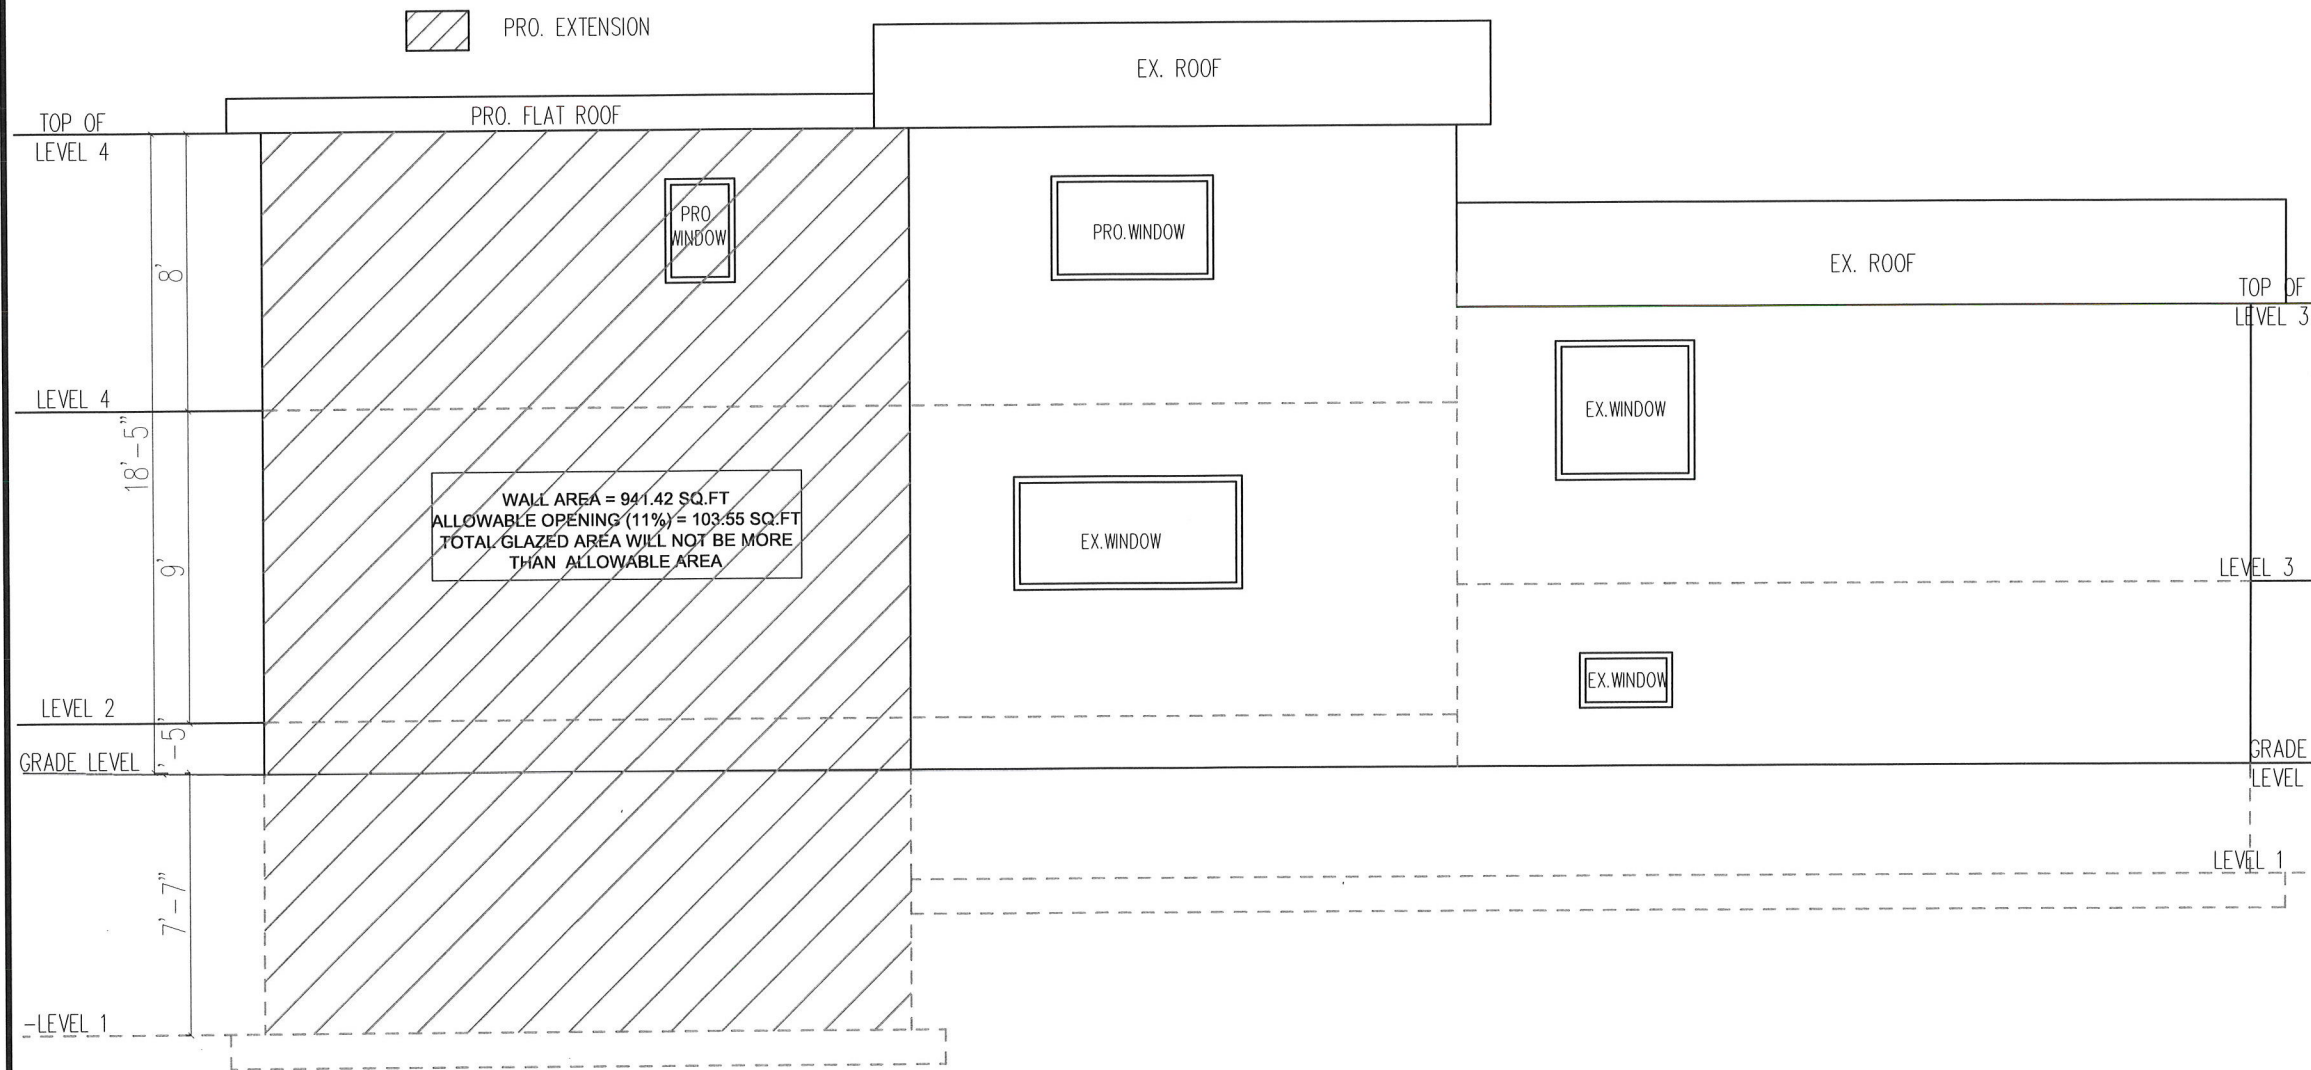 PRO. EXTENSION
EX. ROOF
PRO. FLAT ROOF
TOP OF
LEVEL 4
PRO.
WINDOW
PRO.WINDOW
EX. ROOF
TOP OF
LEVEL 3
8'
LEVEL 4
EX.WINDOW
18'-5"
WALL AREA = 941.42 SQ.FT
ALLOWABLE OPENING (11%) = 103.55 SQ.FT
TOTAL GLAZED AREA WILL NOT BE MORE
THAN ALLOWABLE AREA
EX.WINDOW
9'
LEVEL 3
EX.WINDOW
LEVEL 2
1'-5"
GRADE LEVEL
GRADE
LEVEL
LEVEL 1
7'-7"
-LEVEL 1